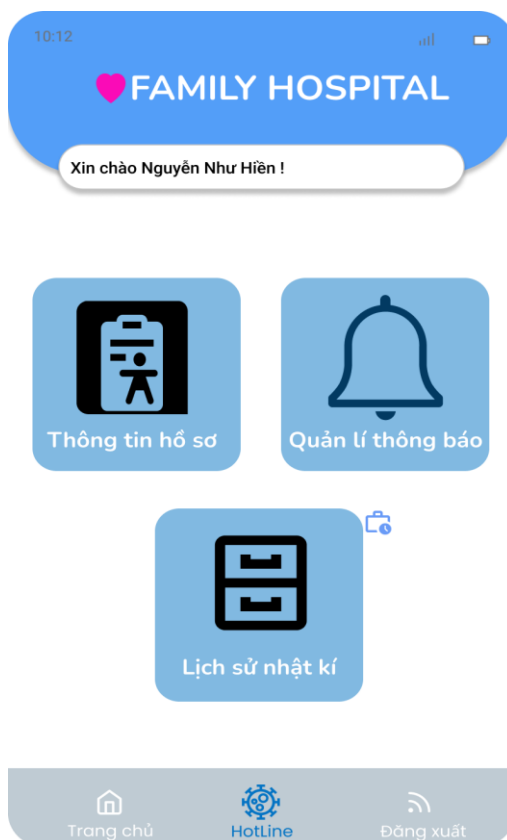 10:12
FAMILY HOSPITAL
Xin chào Nguyễn Như Hiền !
Thông tin hồ sơ
Quản lí thông báo
Lịch sử nhật kí
Trang chủ
HotLine
Đăng xuất